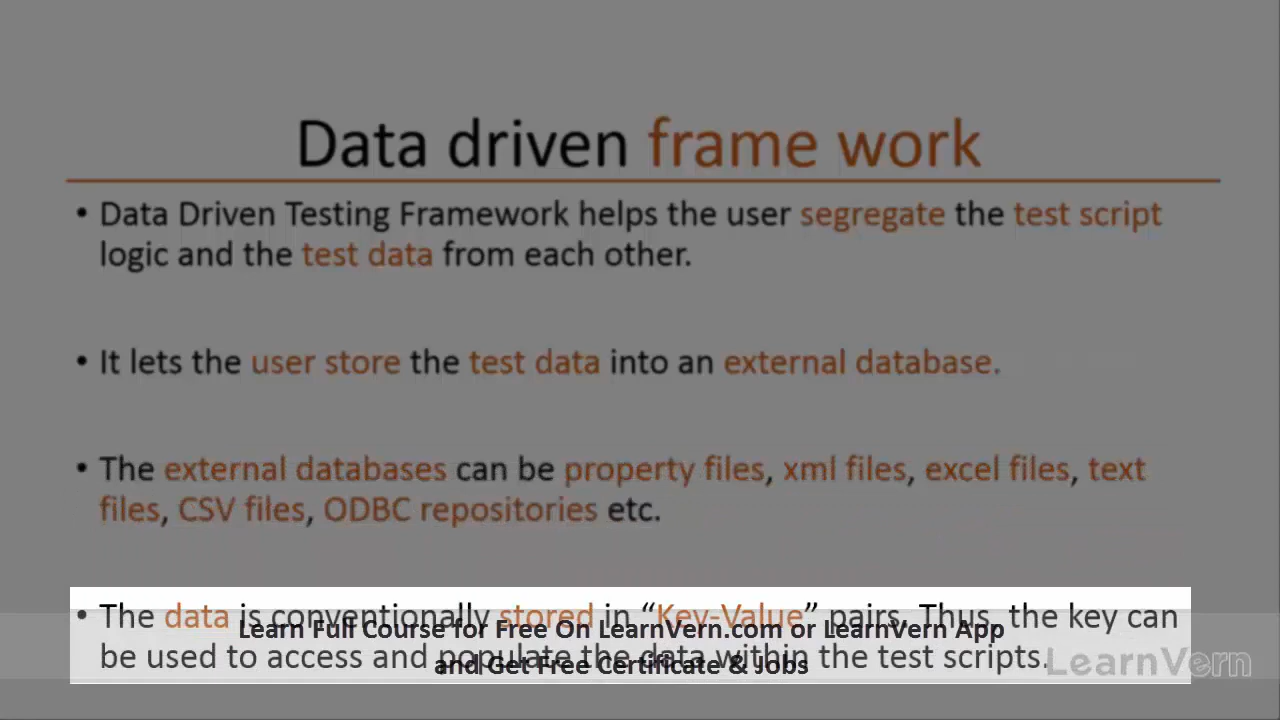 Data driven frame work
• Data Driven Testing Framework helps the user segregate the test script
logic and the test data from each other.
• It lets the user store the test data into an external database.
• The external databases can be property files, xml files, excel files, text
files, CSV files, ODBC repositories etc.
• The data is conventionally stored in “Key-Value” pairs. Thus, the key can
be used to access and populate the data within the test scripts.
Learn Full Course for Free On LearnVern.com or LearnVern App
and Get Free Certificate & Jobs
LearnVern